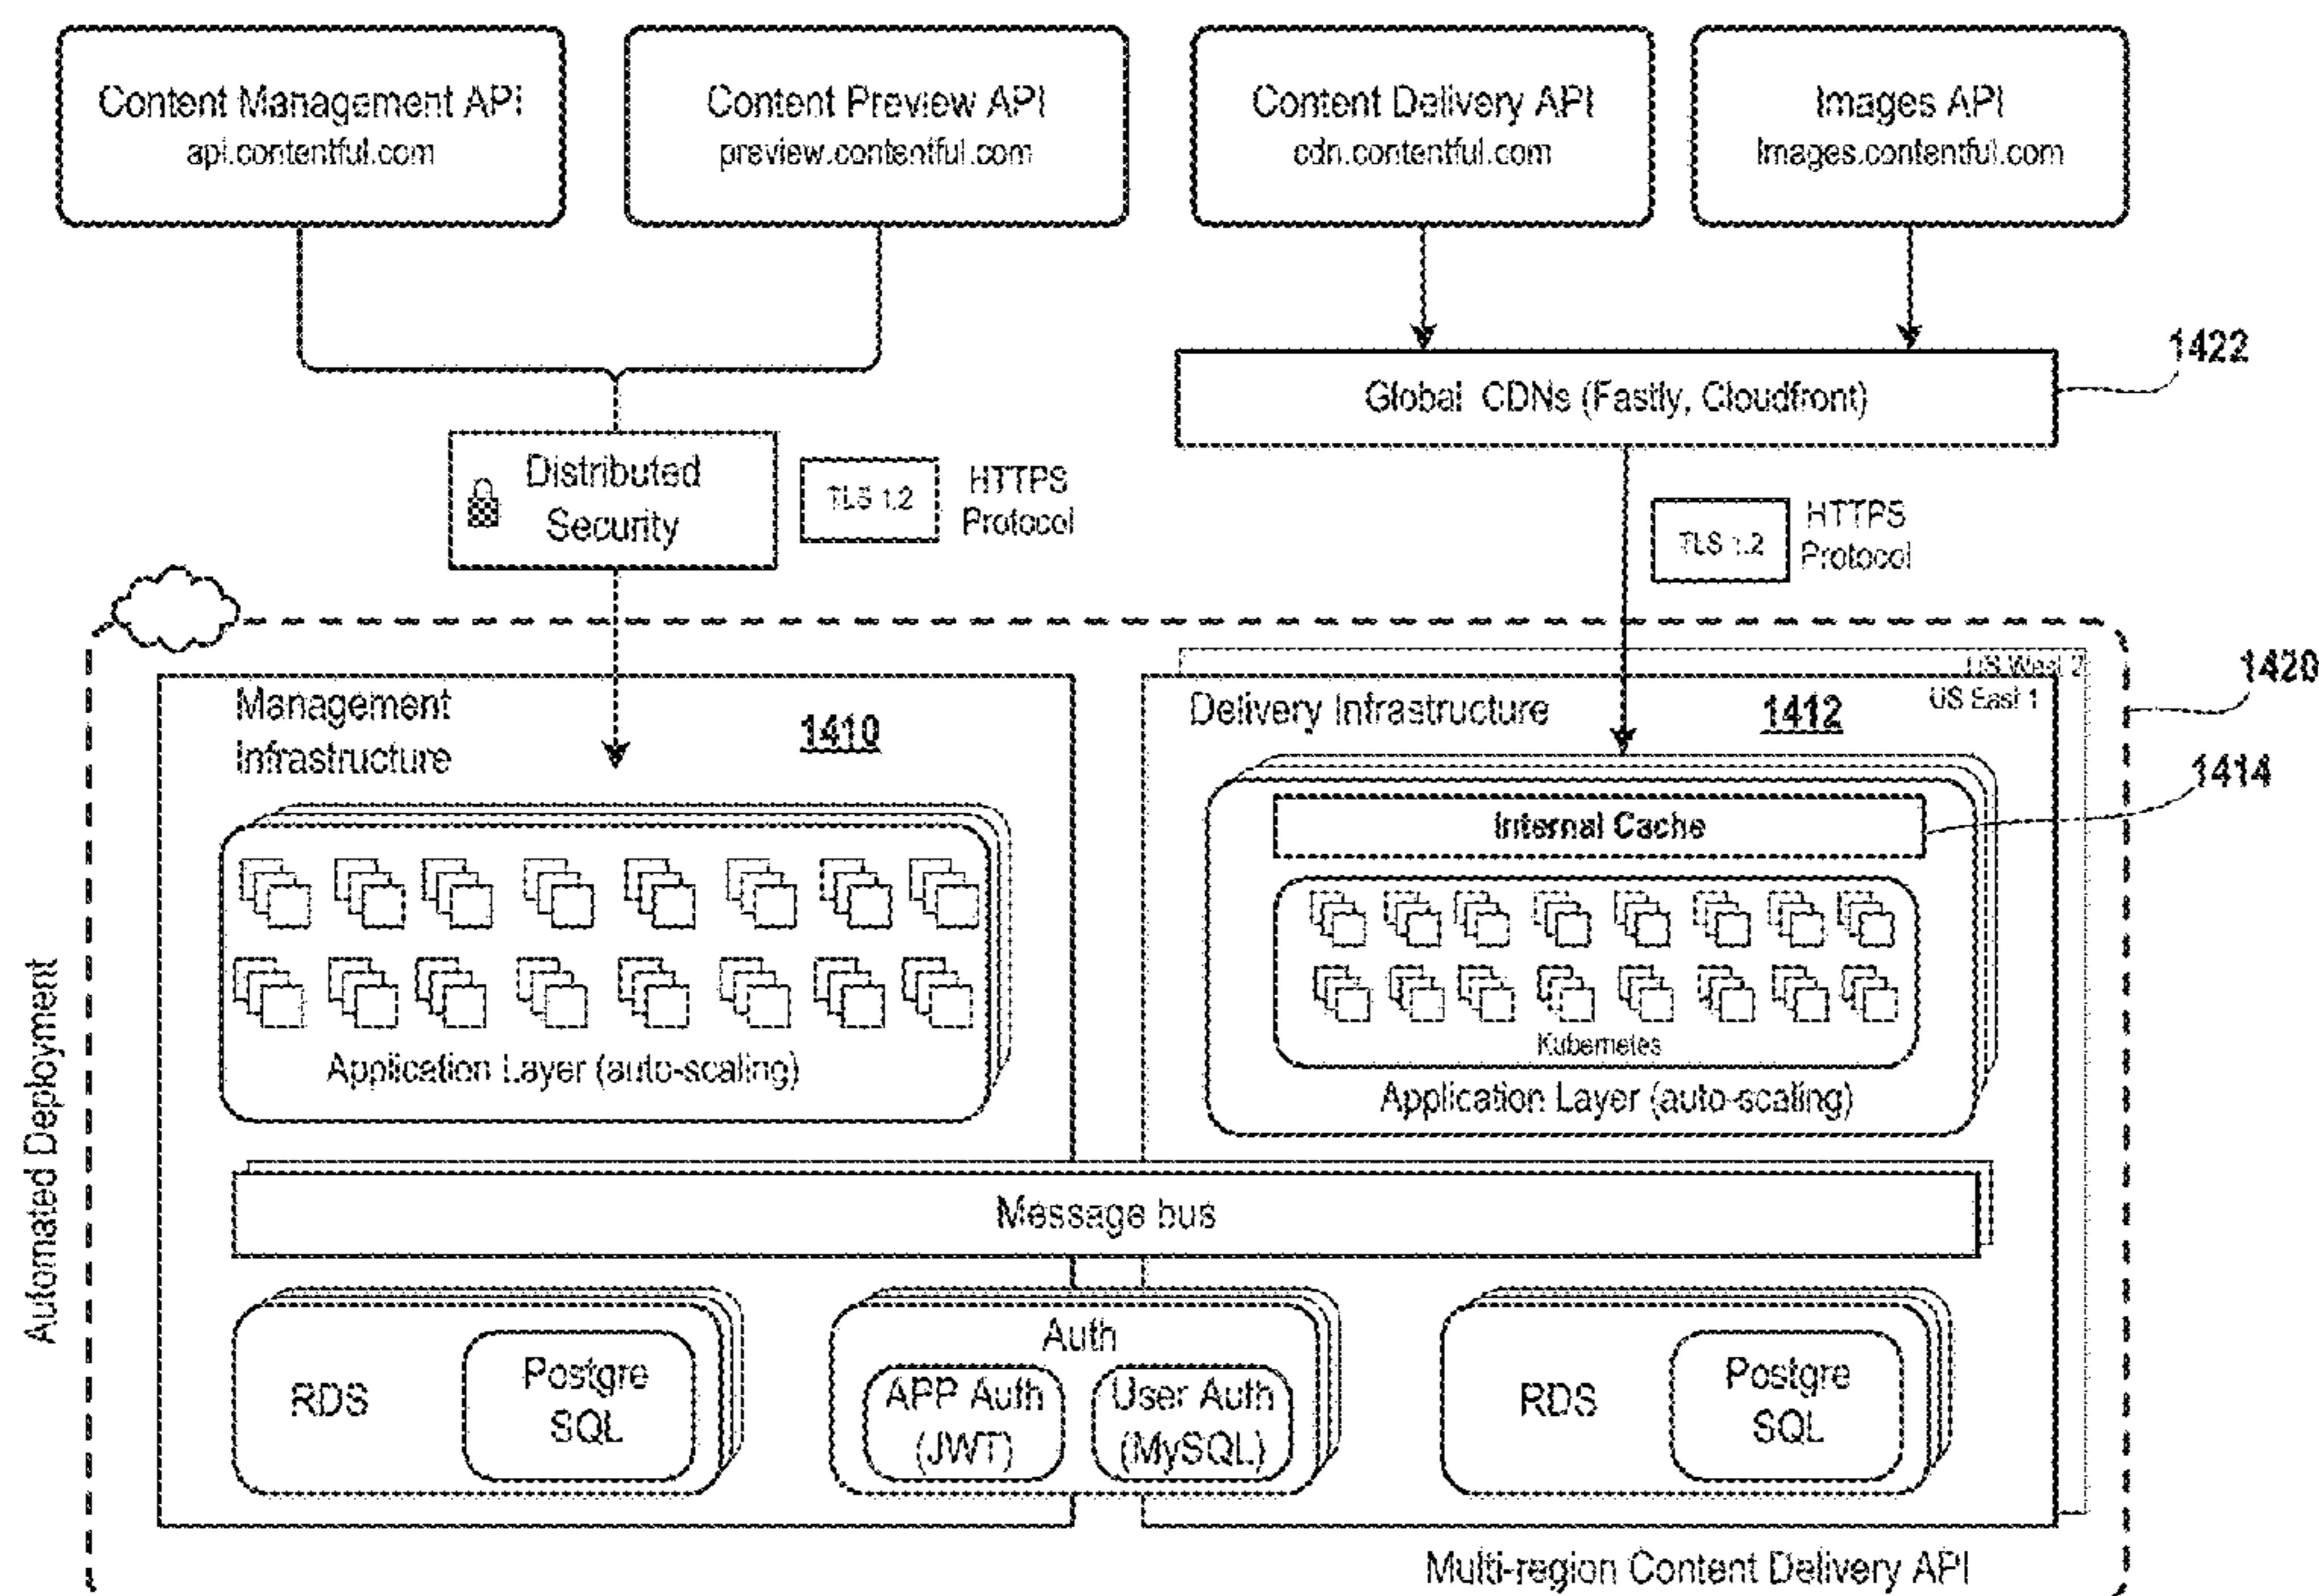 Content Management API
api.contentful.com
Content Preview API
preview.contentful.com
Content Delivery API
cdn.contentful.com
Images API
Images.contentful.com
1422
Global CDNs (Fastly, Cloudfront)
Distributed
Security
TLS 1.2
HTTPS
Protocol
TLS 1.2
HTTPS
Protocol
1420
Management
Infrastructure
1410
Delivery Infrastructure
1412
US West 2
US East 1
1414
Internal Cache
Kubernetes
Application Layer (auto-scaling)
Application Layer (auto-scaling)
Automated Deployment
Message bus
RDS
Postgre
SQL
Auth
APP Auth
(JWT)
User Auth
(MySQL)
RDS
Postgre
SQL
Multi-region Content Delivery API